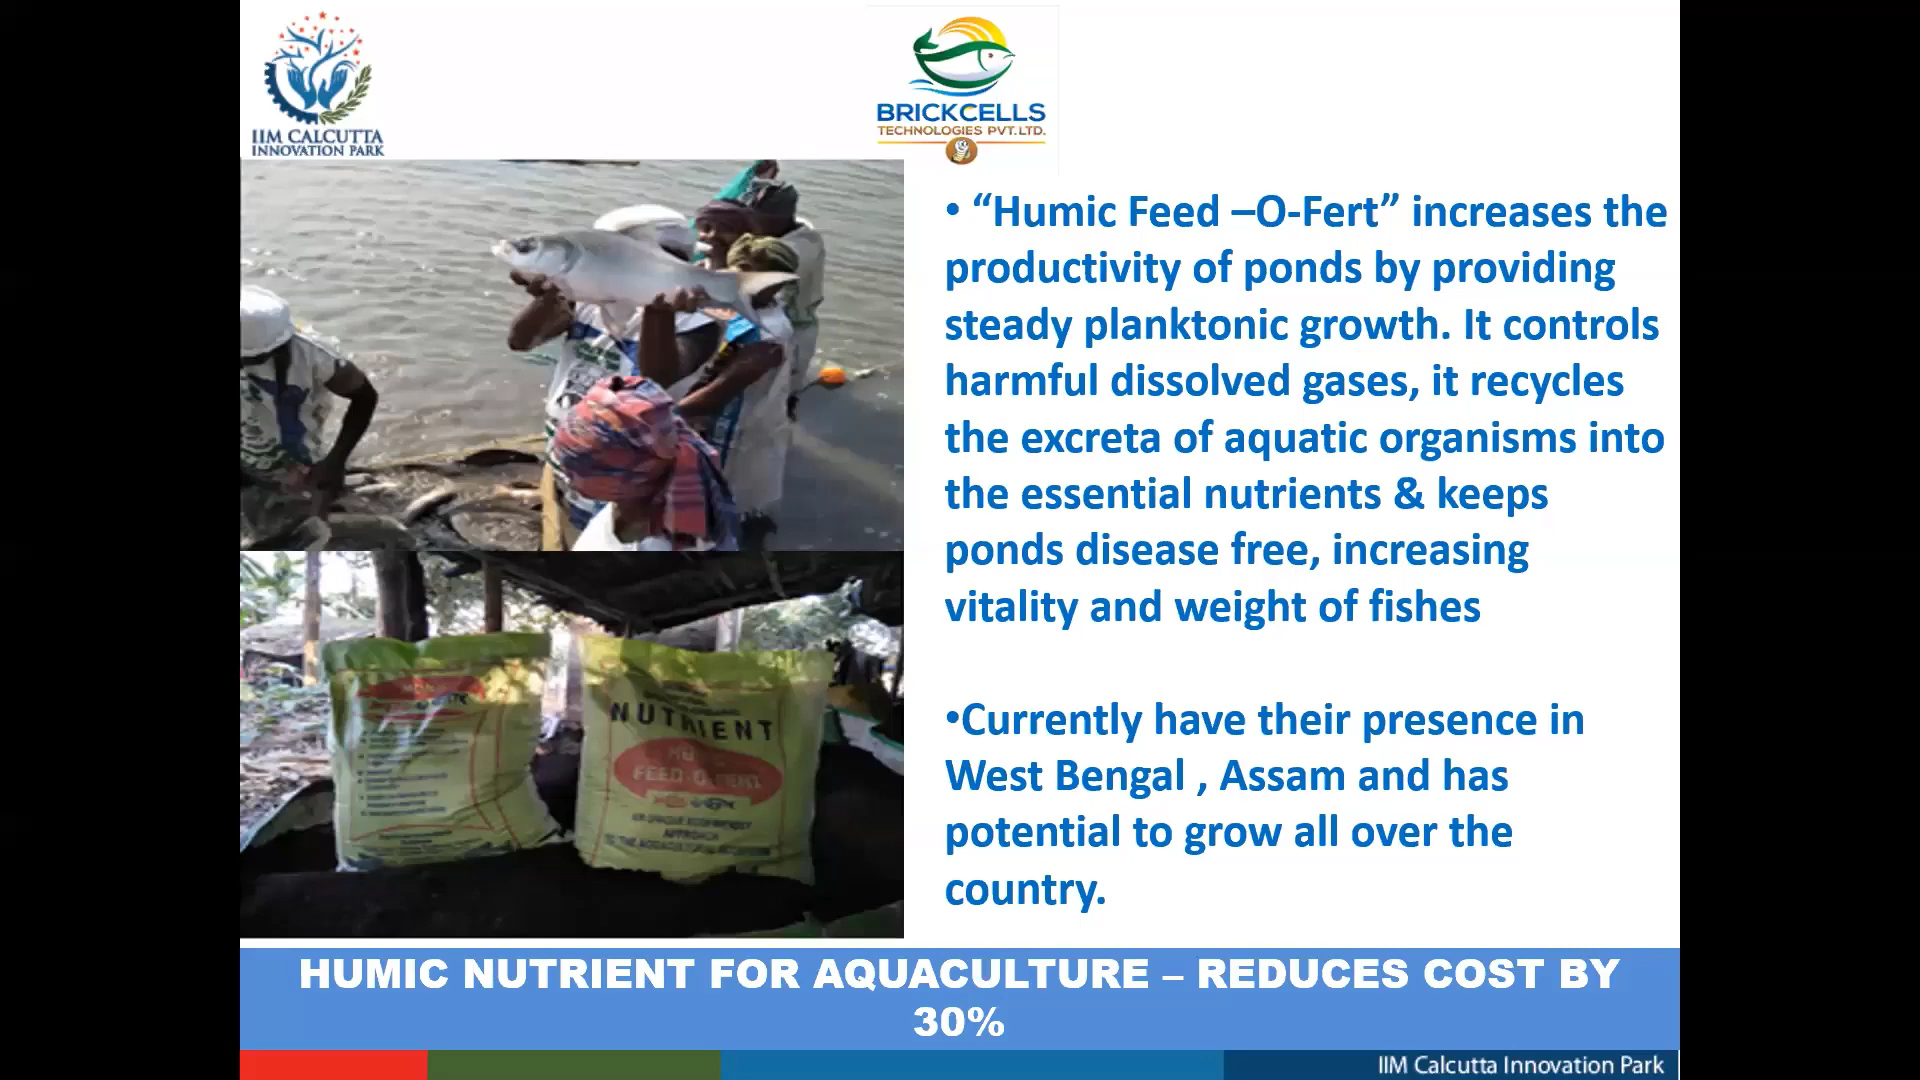 IIM CALCUTTA
INNOVATION PARK
BRICKCELLS
TECHNOLOGIES PVT.LTD.
• “Humic Feed –O-Fert” increases the
productivity of ponds by providing
steady planktonic growth. It controls
harmful dissolved gases, it recycles
the excreta of aquatic organisms into
the essential nutrients & keeps
ponds disease free, increasing
vitality and weight of fishes
•Currently have their presence in
West Bengal , Assam and has
potential to grow all over the
country.
NUTRIENT
FEED-O-FERT
APPROACH
HUMIC NUTRIENT FOR AQUACULTURE – REDUCES COST BY
30%
IIM Calcutta Innovation Park